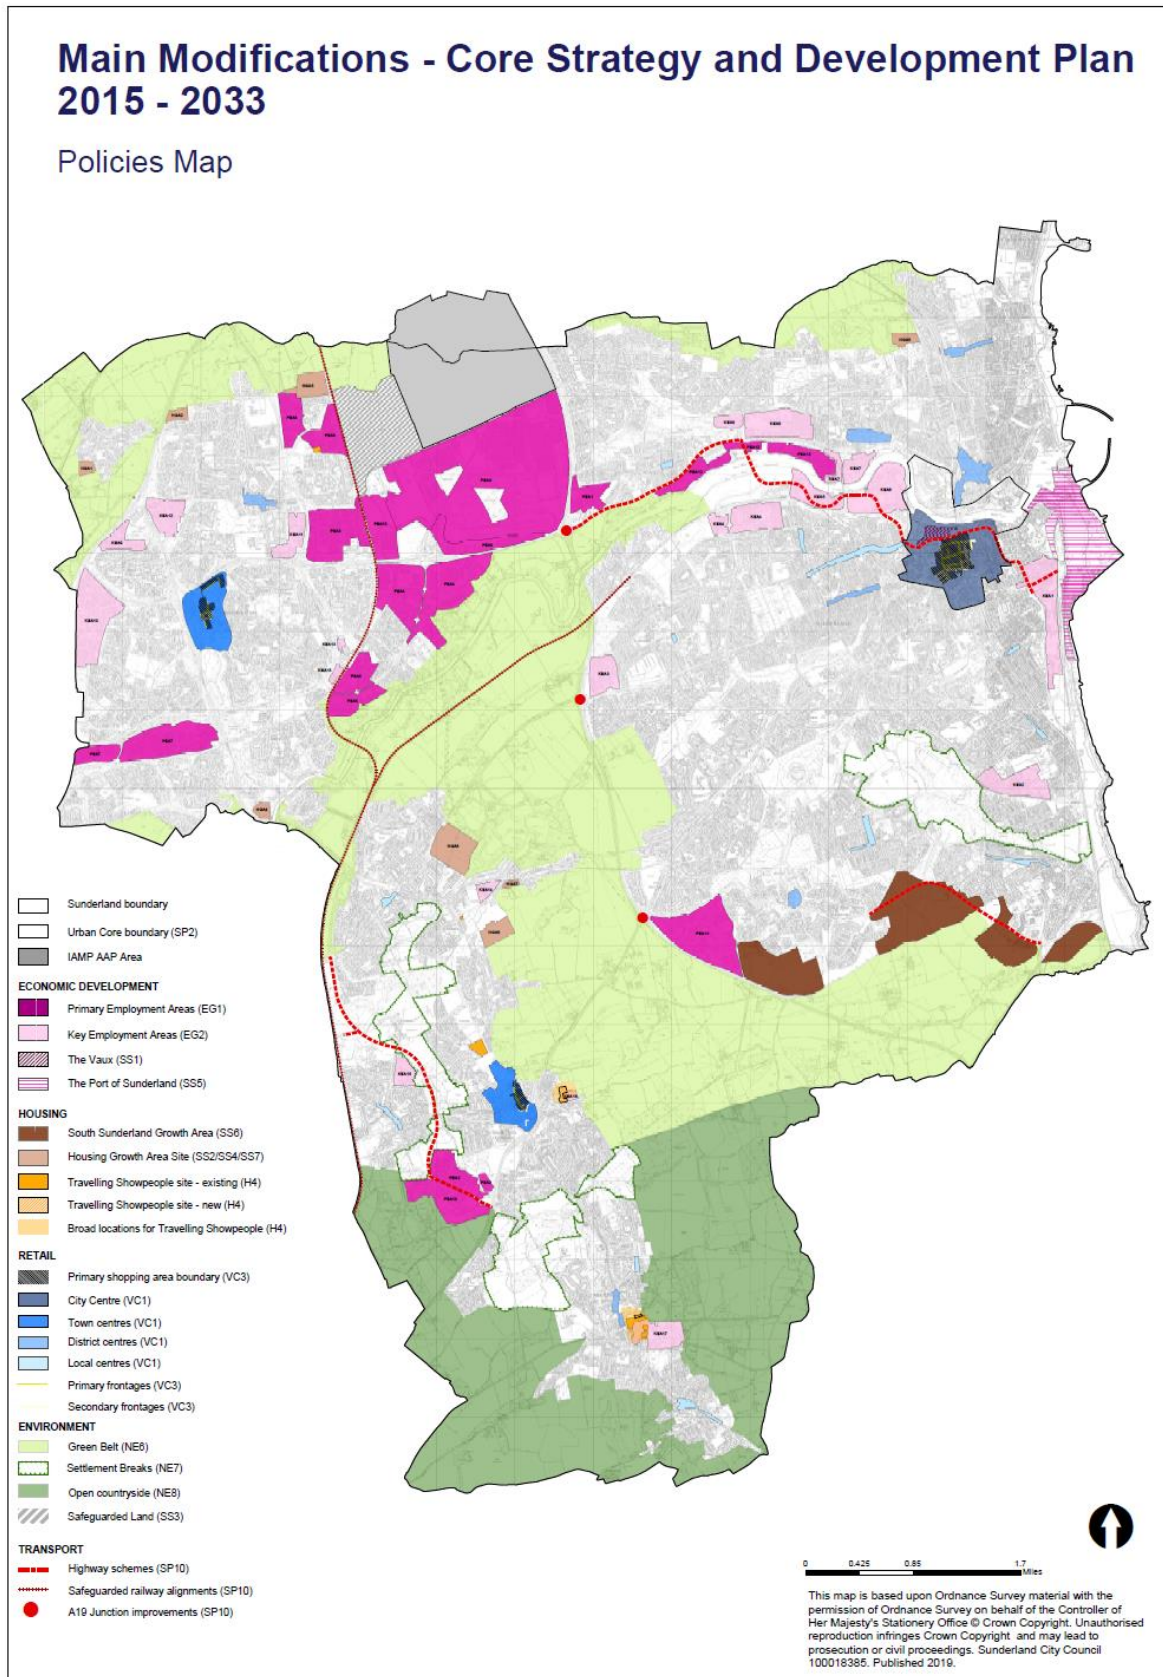 Main Modifications - Core Strategy and Development Plan
2015 - 2033
Policies Map
Sunderland boundary
Urban Core boundary (SP2)
IAMP AAP Area
ECONOMIC DEVELOPMENT
Primary Employment Areas (EG1)
Key Employment Areas (EG2)
The Vaux (SS1)
The Port of Sunderland (SS5)
HOUSING
South Sunderland Growth Area (SS6)
Housing Growth Area Site (SS2/SS4/SS7)
Travelling Showpeople site - existing (H4)
Travelling Showpeople site - new (H4)
Broad locations for Travelling Showpeople (H4)
RETAIL
Primary shopping area boundary (VC3)
City Centre (VC1)
Town centres (VC1)
District centres (VC1)
Local centres (VC1)
Primary frontages (VC3)
Secondary frontages (VC3)
ENVIRONMENT
Green Belt (NE6)
Settlement Breaks (NE7)
Open countryside (NE8)
Safeguarded Land (SS3)
TRANSPORT
Highway schemes (SP10)
Safeguarded railway alignments (SP10)
A19 Junction improvements (SP10)
0 0.425 0.85 1.7
Miles
This map is based upon Ordnance Survey material with the
permission of Ordnance Survey on behalf of the Controller of
Her Majesty's Stationery Office © Crown Copyright. Unauthorised
reproduction infringes Crown Copyright and may lead to
prosecution or civil proceedings. Sunderland City Council
100018385. Published 2019.